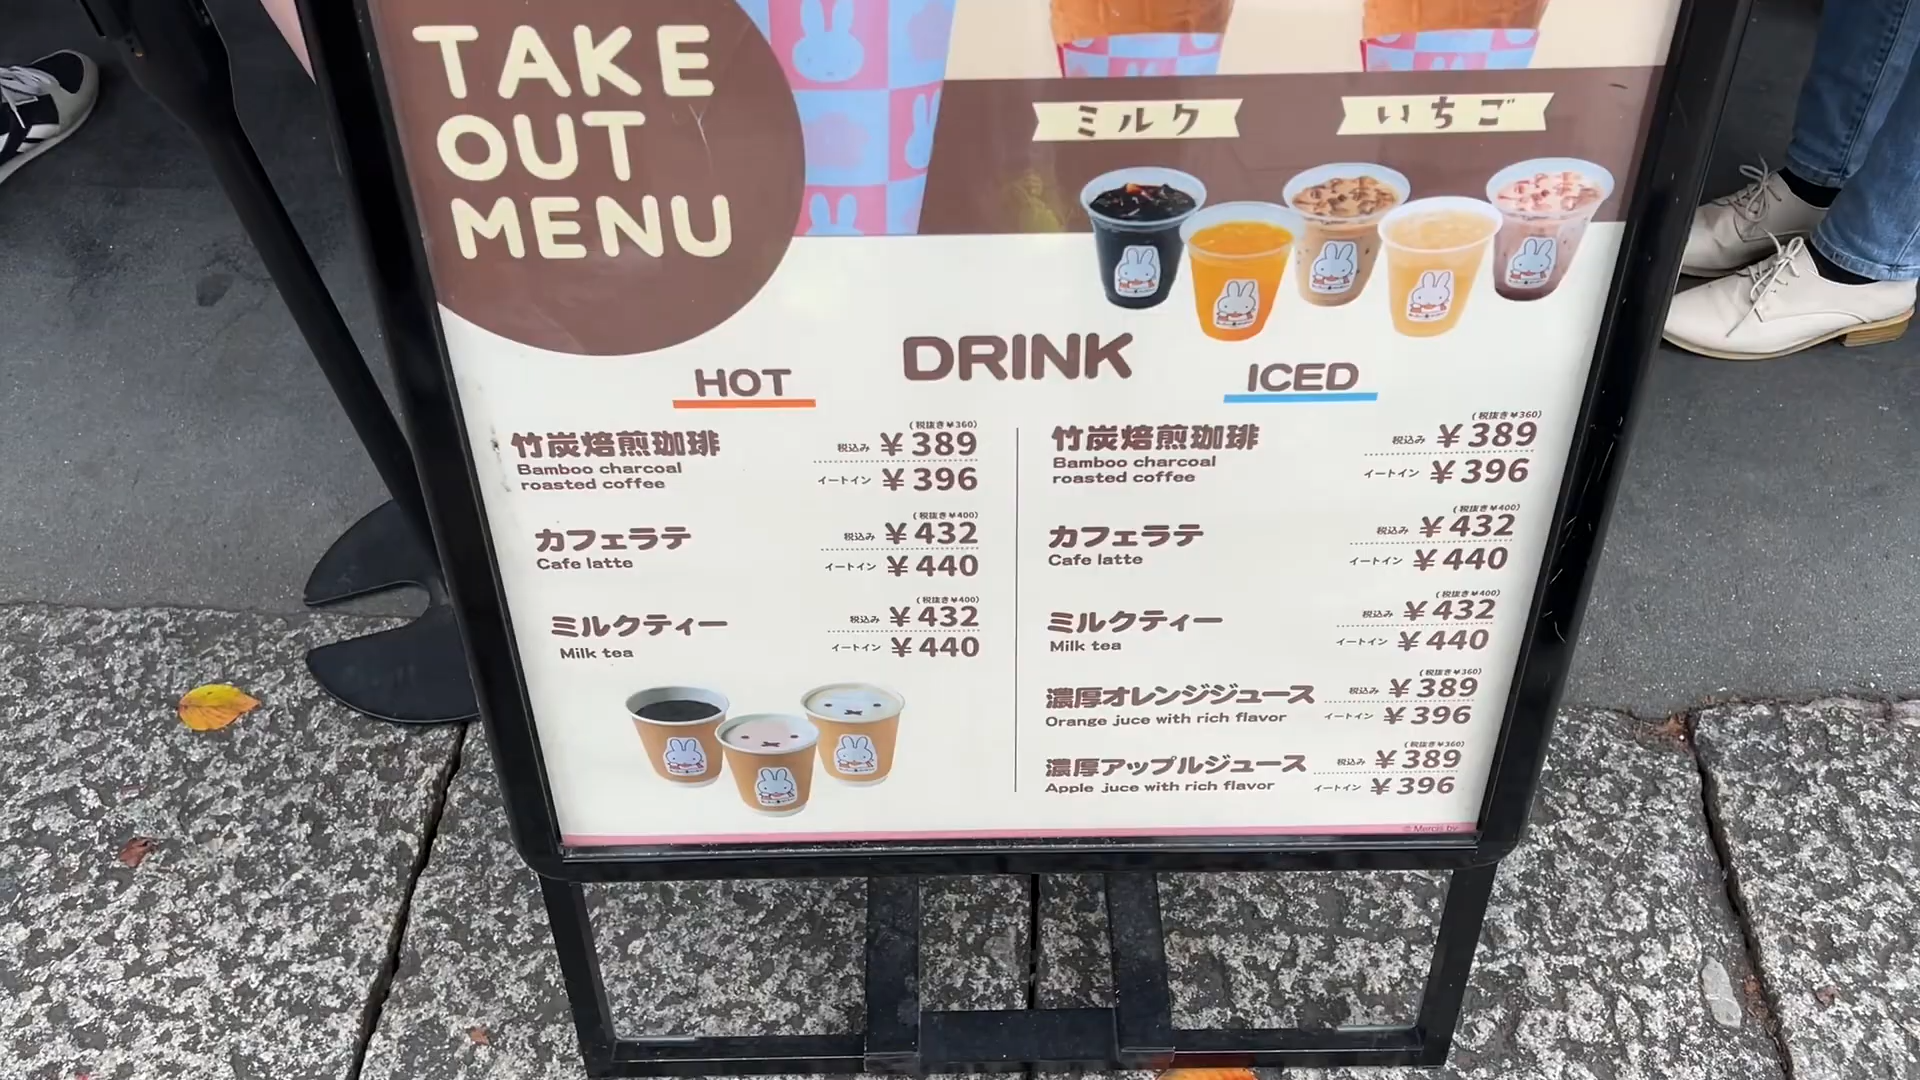 TAKE
OUT
MENU
ミルク
いちご
DRINK
HOT
竹炭焙煎珈琲
Bamboo charcoal
roasted coffee
(税抜き¥360)
税込み ¥389
イートイン ¥396
カフェラテ
Cafe latte
(税抜き¥400)
税込み ¥432
イートイン ¥440
ミルクティー
Milk tea
(税抜き¥400)
税込み ¥432
イートイン ¥440
ICED
竹炭焙煎珈琲
Bamboo charcoal
roasted coffee
(税抜き¥360)
税込み ¥389
イートイン ¥396
カフェラテ
Cafe latte
(税抜き¥400)
税込み ¥432
イートイン ¥440
ミルクティー
Milk tea
(税抜き¥400)
税込み ¥432
イートイン ¥440
濃厚オレンジジュース
Orange juce with rich flavor
(税抜き¥360)
税込み ¥389
イートイン ¥396
濃厚アップルジュース
Apple juce with rich flavor
(税抜き¥360)
税込み ¥389
イートイン ¥396
© Mercis bv